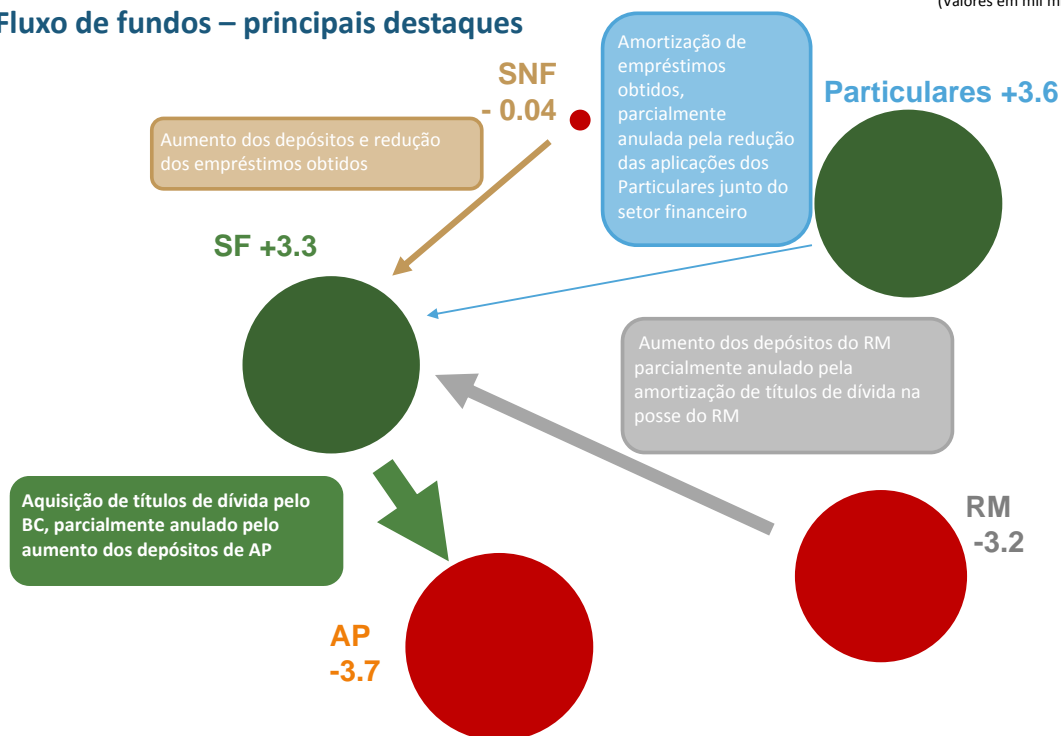 Fluxo de fundos – principais destaques
(Valores em mil m
SNF
- 0.04
Amortização de
empréstimos
obtidos,
parcialmente
anulada pela redução
das aplicações dos
Particulares junto do
setor financeiro
Particulares +3.6
Aumento dos depósitos e redução
dos empréstimos obtidos
SF +3.3
Aumento dos depósitos do RM
parcialmente anulado pela
amortização de títulos de dívida na
posse do RM
Aquisição de títulos de dívida pelo
BC, parcialmente anulado pelo
aumento dos depósitos de AP
RM
-3.2
AP
-3.7